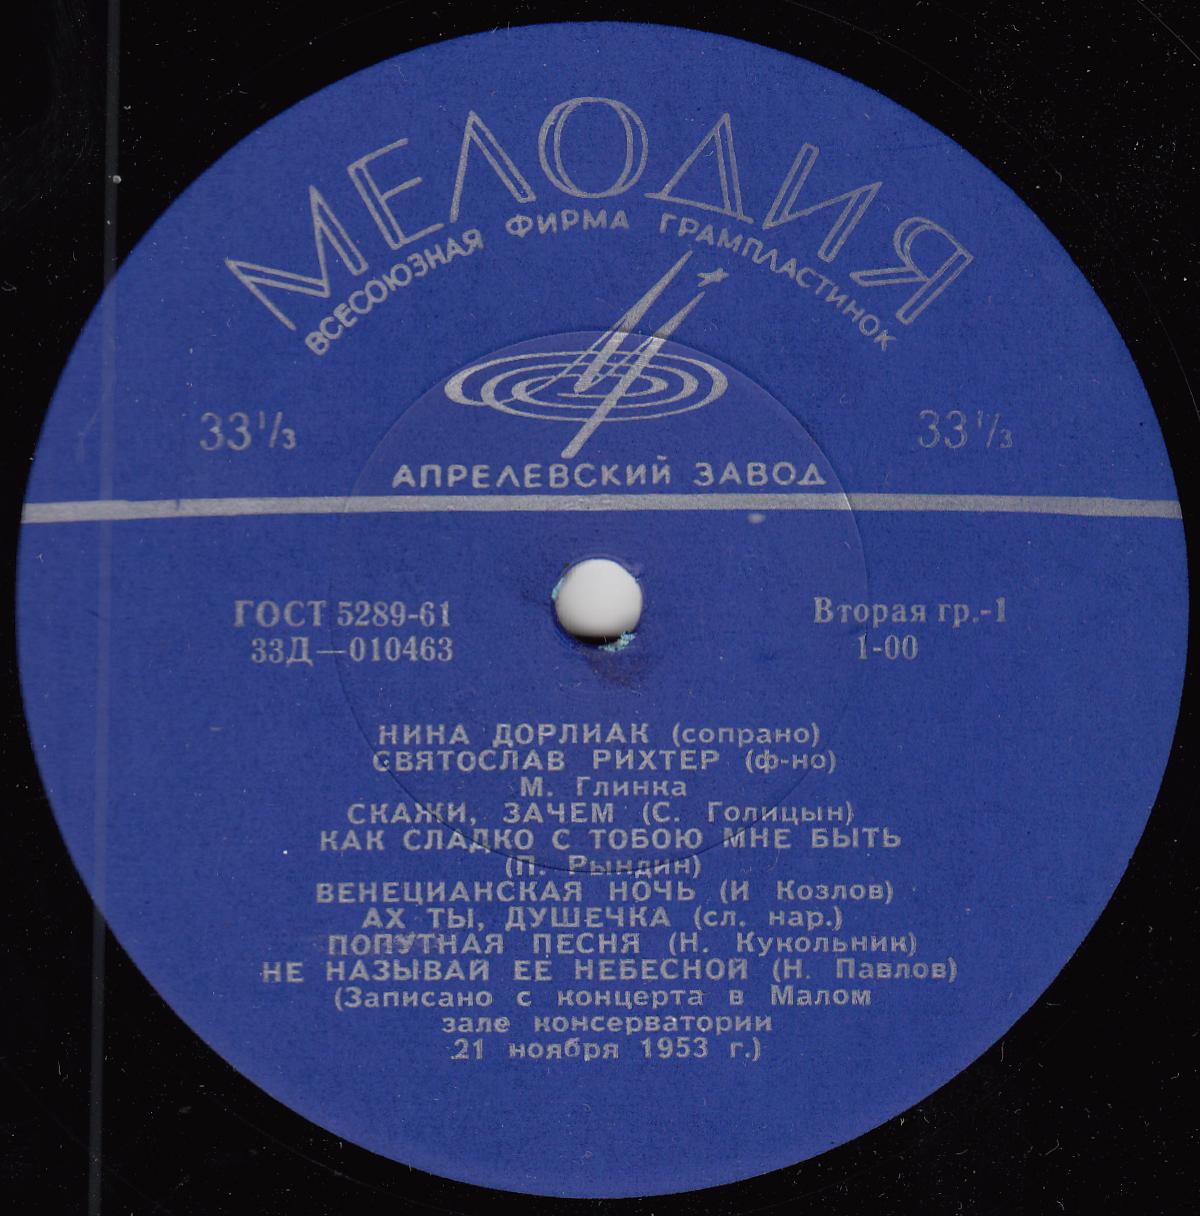 МЕЛОДИЯ
ВСЕСОЮЗНАЯ ФИРМА ГРАМПЛАСТИНОК
33⅓ 33⅓
АПРЕЛЕВСКИЙ ЗАВОД
ГОСТ 5289-61 Вторая гр.-1
33Д—010463 1-00
НИНА ДОРЛИАК (сопрано)
СВЯТОСЛАВ РИХТЕР (ф-но)
М. Глинка
СКАЖИ, ЗАЧЕМ (С. Голицын)
КАК СЛАДКО С ТОБОЮ МНЕ БЫТЬ
(П. Рындин)
ВЕНЕЦИАНСКАЯ НОЧЬ (И Козлов)
АХ ТЫ, ДУШЕЧКА (сл. нар.)
ПОПУТНАЯ ПЕСНЯ (Н. Кукольник)
НЕ НАЗЫВАЙ ЕЕ НЕБЕСНОЙ (Н. Павлов)
(Записано с концерта в Малом
зале консерватории
21 ноября 1953 г.)